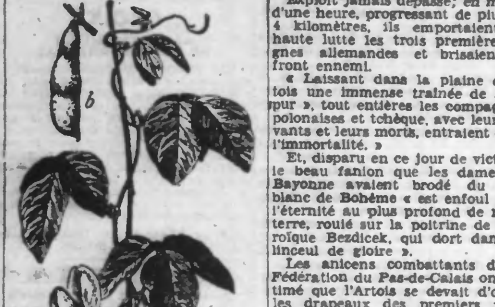 b
Exploit jamais dépassé; en m
d'une heure, progressant de plu
4 kilomètres, ils emportaien
haute lutte les trois première
gnes allemandes et brisaien
front ennemi.
« Laissant dans la plaine
tois une immense traînée de
pur », tout entières les compa
polonaises et tchèque, avec leur
vants et leurs morts, entraient
l'immortalité. »
Et, disparu en ce jour de vict
le beau fanion que les dame
Bayonne avaient brodé du
blanc de Bohême « est enfoui
l'éternité au plus profond de
terre, roulé sur la poitrine de
roïque Bezdicek, qui dort dan
linceul de gloire ».
Les anicens combattants d
Fédération du Pas-de-Calais on
timé que l'Artois se devait d'
les drapeaux des premiers